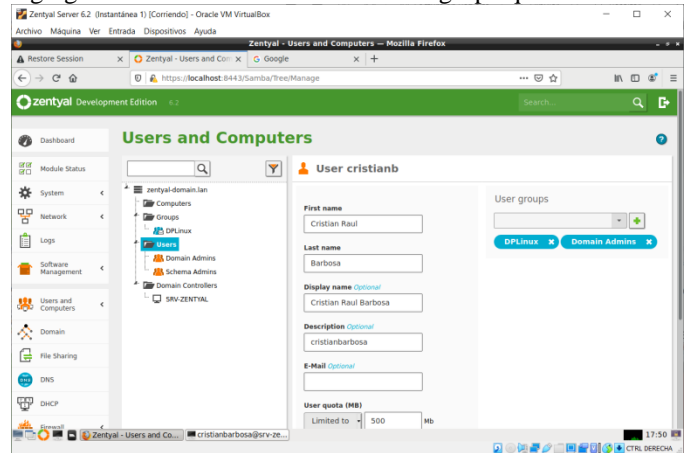 Zentyal Server 6.2 (Instantánea 1) [Corriendo] - Oracle VM VirtualBox
Archivo Máquina Ver Entrada Dispositivos Ayuda
Zentyal - Users and Computers — Mozilla Firefox
Restore Session
Zentyal - Users and Con
Google
https://localhost:8443/Samba/Tree/Manage
zentyal Development Edition 6.2
Search...
Dashboard
Module Status
System
Network
Logs
Software Management
Users and Computers
Domain
File Sharing
DNS
DHCP
Firewall
Users and Computers
zentyal-domain.lan
Computers
Groups
DPLinux
Users
Domain Admins
Schema Admins
Domain Controllers
SRV-ZENTYAL
User cristianb
First name
Cristian Raul
Last name
Barbosa
Display name Optional
Cristian Raul Barbosa
Description Optional
cristianbarbosa
E-Mail Optional
User quota (MB)
Limited to 500 Mb
User groups
DPLinux x Domain Admins x
Zentyal - Users and Co...
cristianbarbosa@srv-ze...
17:50
CTRL DERECHA